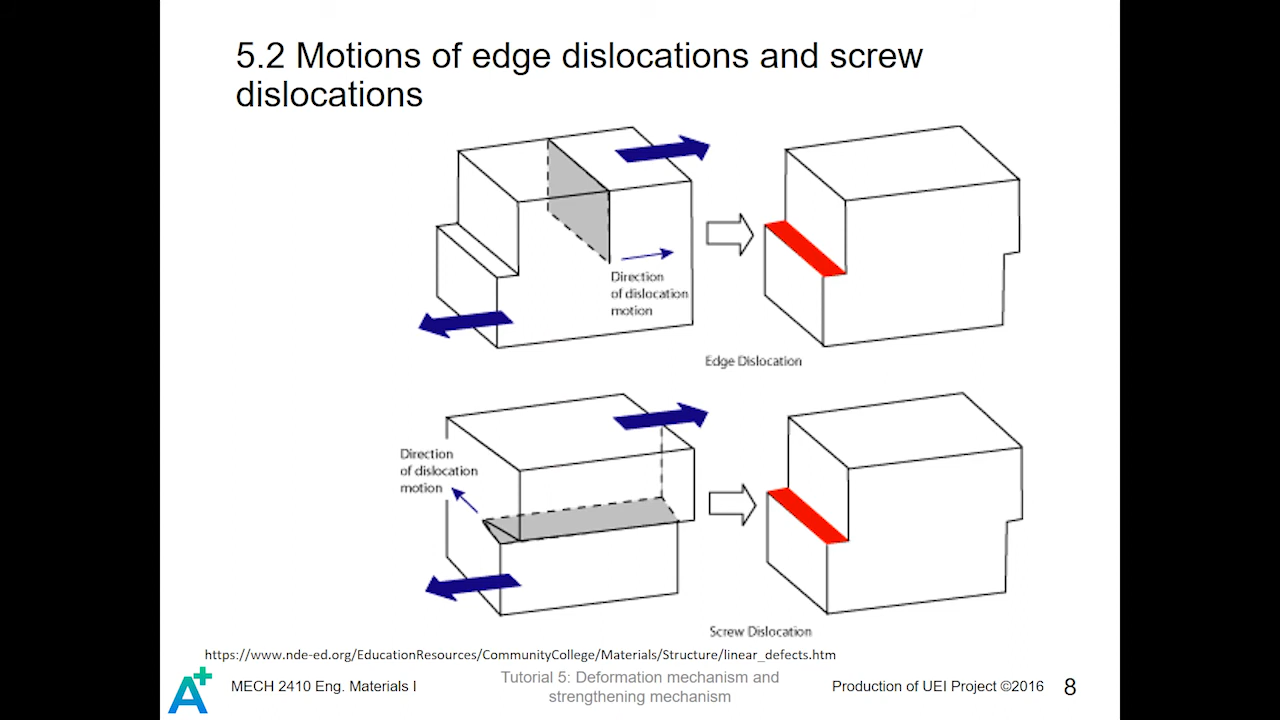 5.2 Motions of edge dislocations and screw
dislocations
Direction
of dislocation
motion
Edge Dislocation
Direction
of dislocation
motion
Screw Dislocation
https://www.nde-ed.org/EducationResources/CommunityCollege/Materials/Structure/linear_defects.htm
A+
MECH 2410 Eng. Materials I
Tutorial 5: Deformation mechanism and
strengthening mechanism
Production of UEI Project ©2016
8